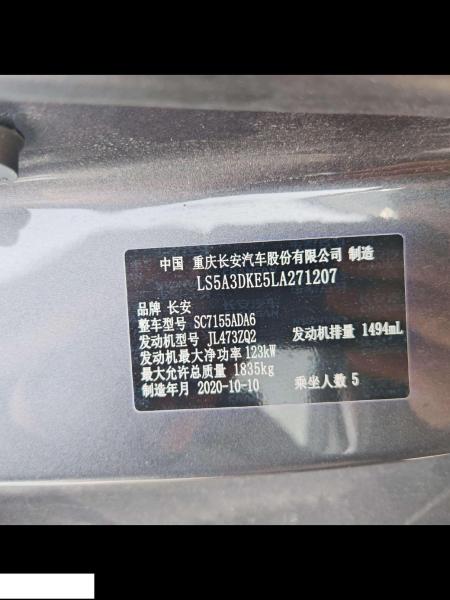 中国 重庆长安汽车股份有限公司 制造
LS5A3DKE5LA271207
品牌 长安
整车型号 SC7155ADA6
发动机型号 JL473ZQ2 发动机排量 1494mL
发动机最大净功率 123kW
最大允许总质量 1835kg
制造年月 2020-10-10 乘坐人数 5